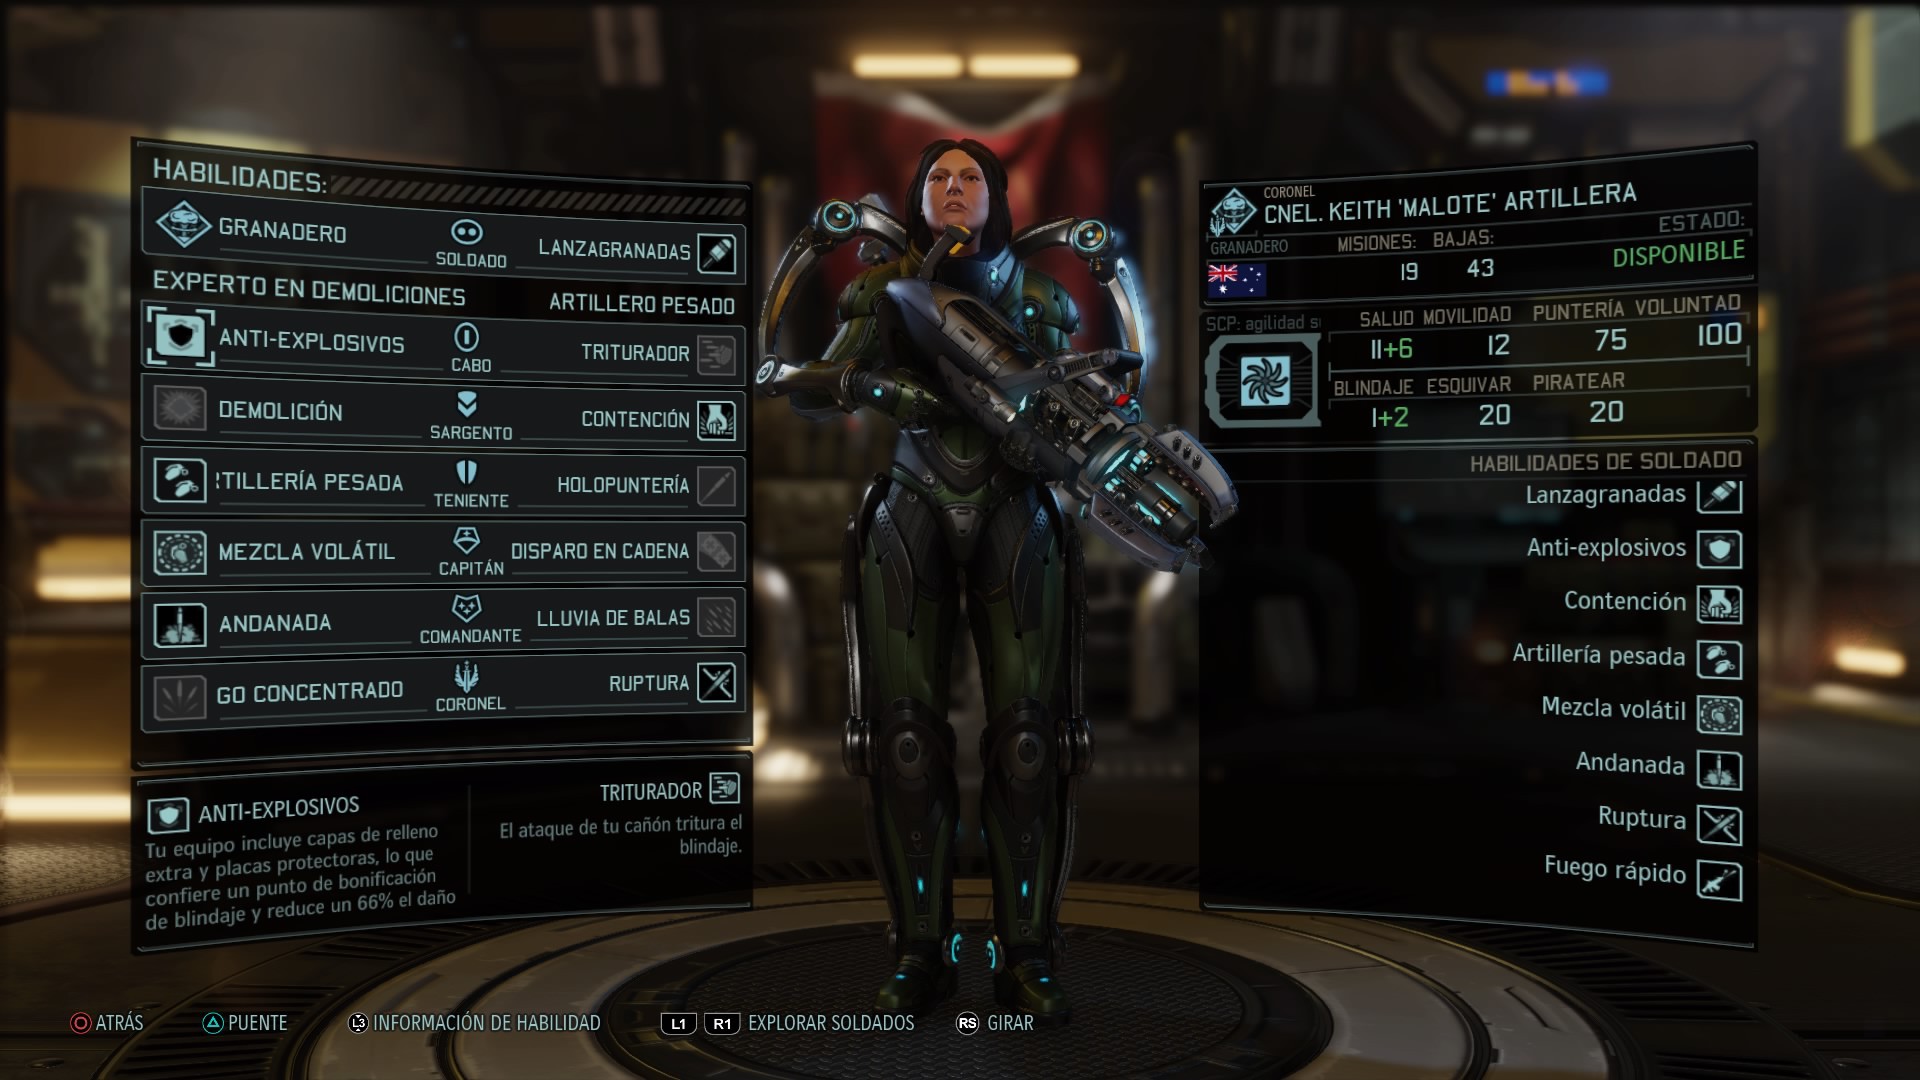 HABILIDADES:
GRANADERO
SOLDADO
LANZAGRANADAS
EXPERTO EN DEMOLICIONES
ARTILLERO PESADO
ANTI-EXPLOSIVOS
CABO
TRITURADOR
DEMOLICIÓN
SARGENTO
CONTENCIÓN
RTILLERÍA PESADA
TENIENTE
HOLOPUNTERÍA
MEZCLA VOLÁTIL
CAPITÁN
DISPARO EN CADENA
ANDANADA
COMANDANTE
LLUVIA DE BALAS
GO CONCENTRADO
CORONEL
RUPTURA
ANTI-EXPLOSIVOS
Tu equipo incluye capas de relleno
extra y placas protectoras, lo que
confiere un punto de bonificación
de blindaje y reduce un 66% el daño
TRITURADOR
El ataque de tu cañón tritura el
blindaje.
CORONEL
CNEL. KEITH 'MALOTE' ARTILLERA
GRANADERO
MISIONES: BAJAS:
19 43
ESTADO:
DISPONIBLE
SCP: agilidad
SALUD MOVILIDAD PUNTERÍA VOLUNTAD
11+6 12 75 100
BLINDAJE ESQUIVAR PIRATEAR
1+2 20 20
HABILIDADES DE SOLDADO
Lanzagranadas
Anti-explosivos
Contención
Artillería pesada
Mezcla volátil
Andanada
Ruptura
Fuego rápido
ATRÁS
PUENTE
L3 INFORMACIÓN DE HABILIDAD
L1 R1 EXPLORAR SOLDADOS
RS GIRAR